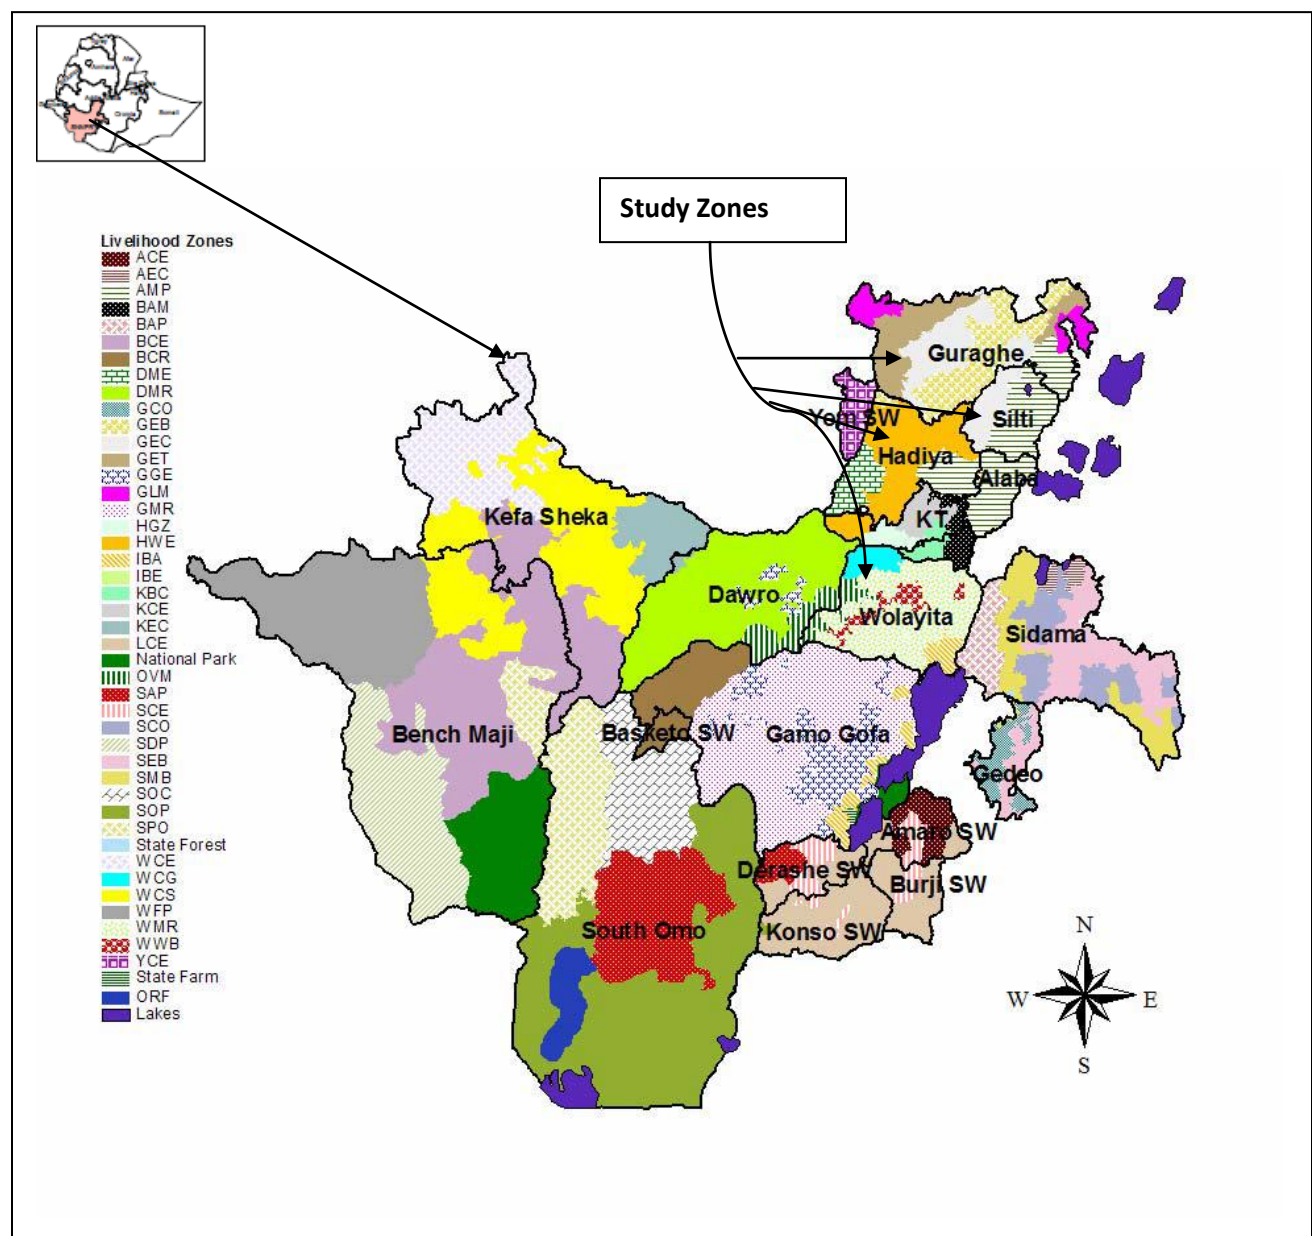 Amhara
Somali
Study Zones
Livelihood Zones
ACE
AEC
AMP
BAM
BAP
BCE
BCR
DME
DMR
GCO
GEB
GEC
GET
GGE
GLM
GMR
HGZ
HWE
IBA
IBE
KBC
KCE
KEC
LCE
National Park
OVM
SAP
SCE
SCO
SDP
SEB
SMB
SOC
SOP
SPO
State Forest
WCE
WCG
WCS
WFP
WMR
WWB
YCE
State Farm
ORF
Lakes
Guraghe
Yem SW
Silti
Hadiya
Alaba
KT
Kefa Sheka
Dawro
Wolayita
Sidama
Bench Maji
Basketo SW
Gamo Gofa
Gedeo
Amaro SW
Derashe SW
Burji SW
South Omo
Konso SW
N
W
E
S